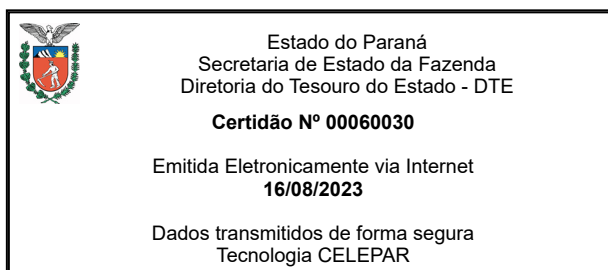 Estado do Paraná
Secretaria de Estado da Fazenda
Diretoria do Tesouro do Estado - DTE
Certidão Nº 00060030
Emitida Eletronicamente via Internet
16/08/2023
Dados transmitidos de forma segura
Tecnologia CELEPAR